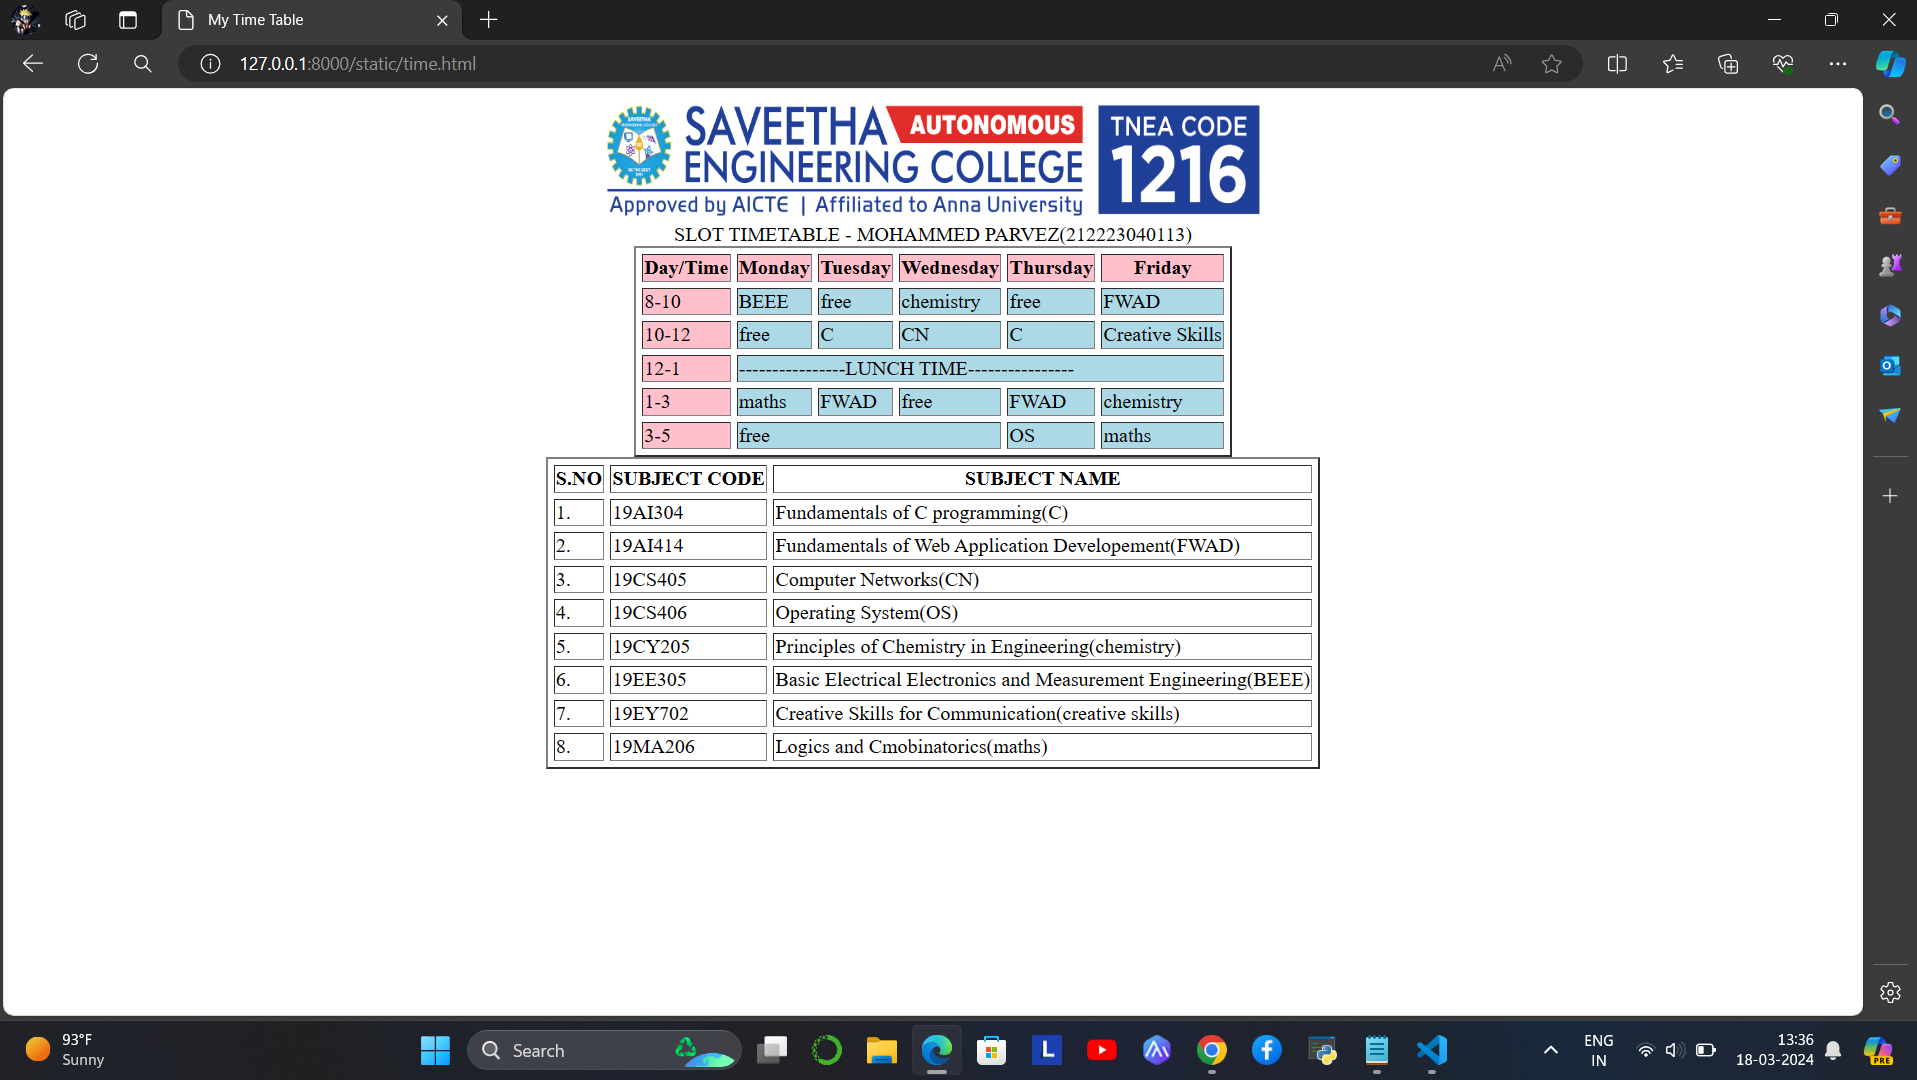 My Time Table
127.0.0.1:8000/static/time.html
SAVEETHA AUTONOMOUS
ENGINEERING COLLEGE
Approved by AICTE | Affiliated to Anna University
TNEA CODE
1216
SLOT TIMETABLE - MOHAMMED PARVEZ(212223040113)
Day/Time Monday Tuesday Wednesday Thursday Friday
8-10 BEEE free chemistry free FWAD
10-12 free C CN C Creative Skills
12-1 ----------------LUNCH TIME----------------
1-3 maths FWAD free FWAD chemistry
3-5 free OS maths
S.NO SUBJECT CODE SUBJECT NAME
1. 19AI304 Fundamentals of C programming(C)
2. 19AI414 Fundamentals of Web Application Developement(FWAD)
3. 19CS405 Computer Networks(CN)
4. 19CS406 Operating System(OS)
5. 19CY205 Principles of Chemistry in Engineering(chemistry)
6. 19EE305 Basic Electrical Electronics and Measurement Engineering(BEEE)
7. 19EY702 Creative Skills for Communication(creative skills)
8. 19MA206 Logics and Cmobinatorics(maths)
93°F
Sunny
Search
L
ENG
IN
13:36
18-03-2024
PRE